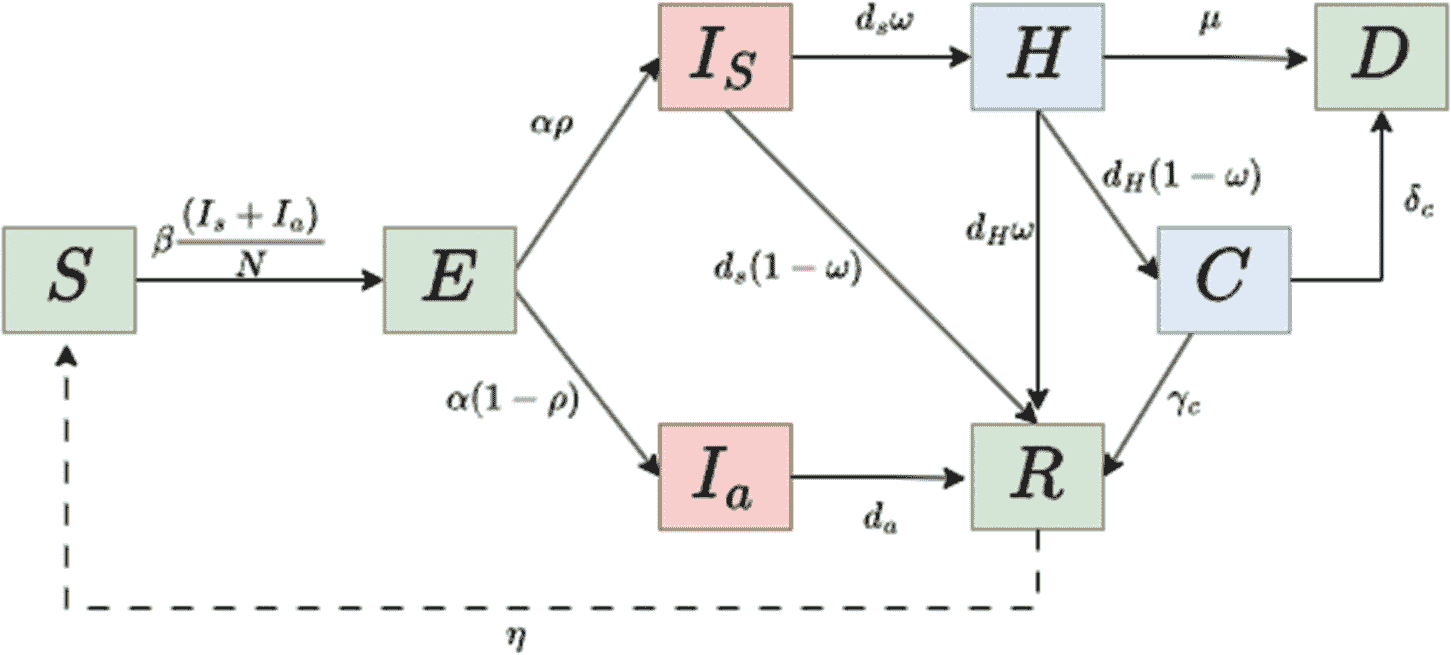 I_S
d_sω
H
μ
D
αρ
d_H(1 − ω)
δ_c
β (I_s + I_a) / N
d_Hω
S
E
d_s(1 − ω)
C
α(1 − ρ)
γ_c
I_a
d_a
R
η